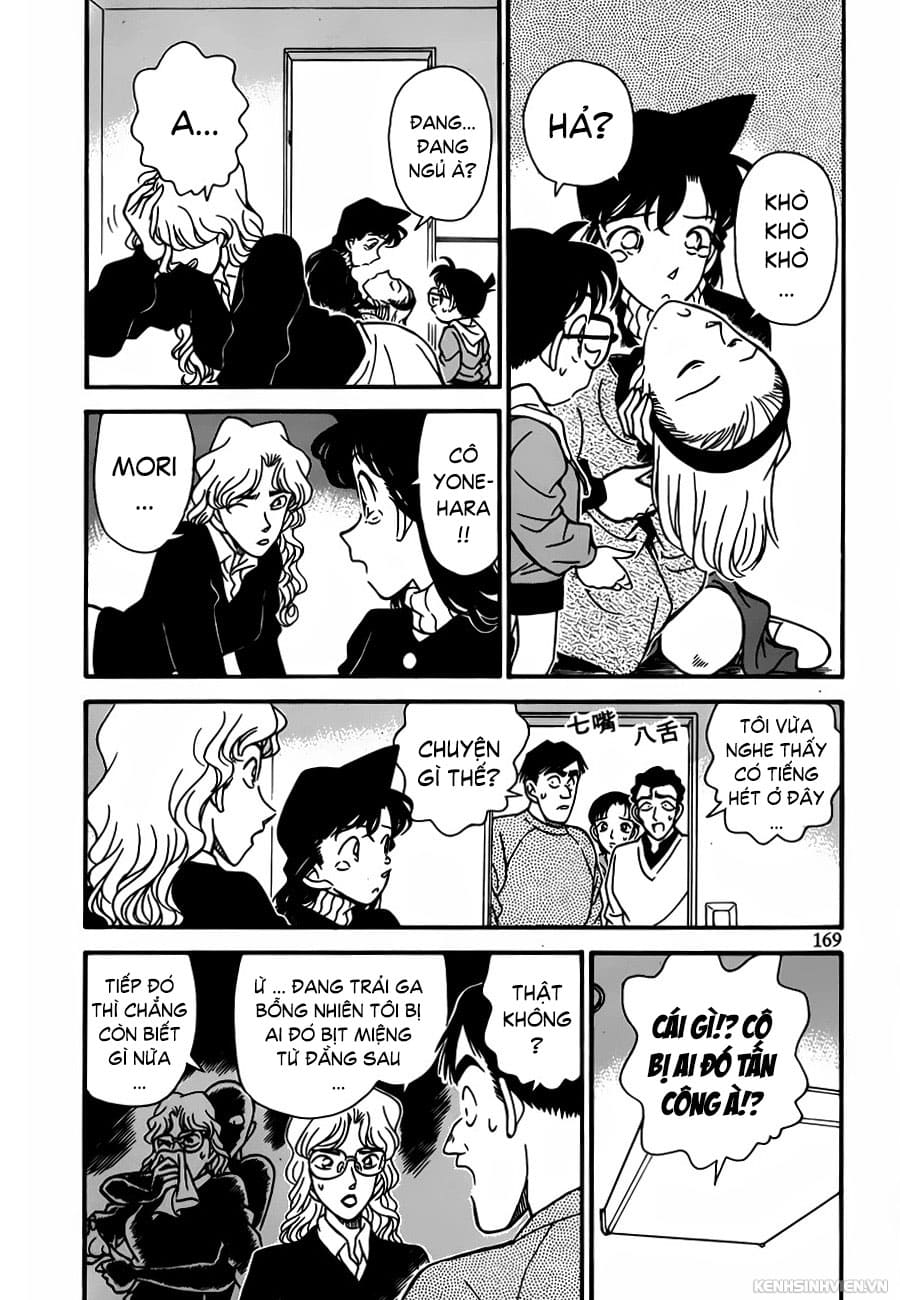 HẢ?
KHÒ
KHÒ
KHÒ
...
ĐANG...
ĐANG
NGỦ À?
A...
CÔ
YONE-
HARA
!!
MORI
...
TÔI VỪA
NGHE THẤY
CÓ TIẾNG
HÉT Ở ĐÂY
...
七嘴
八舌
CHUYỆN
GÌ THẾ?
169
CÁI GÌ!? CÔ
BỊ AI ĐÓ TẤN
CÔNG À!?
THẬT
KHÔNG
?
Ừ ... ĐANG TRẢI GA
BỖNG NHIÊN TÔI BỊ
AI ĐÓ BỊT MIỆNG
TỪ ĐẰNG SAU
...
TIẾP ĐÓ
THÌ CHẲNG
CÒN BIẾT
GÌ NỮA
...
KENHSINHVIEN.VN